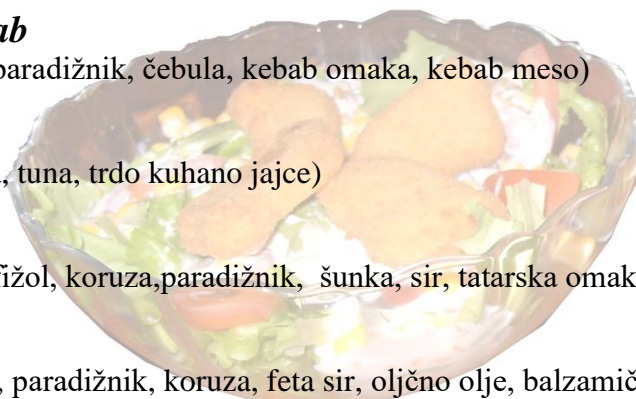 ab
paradižnik, čebula, kebab omaka, kebab meso)
, tuna, trdo kuhano jajce)
fižol, koruza,paradižnik, šunka, sir, tatarska omak
, paradižnik, koruza, feta sir, oljčno olje, balzamič